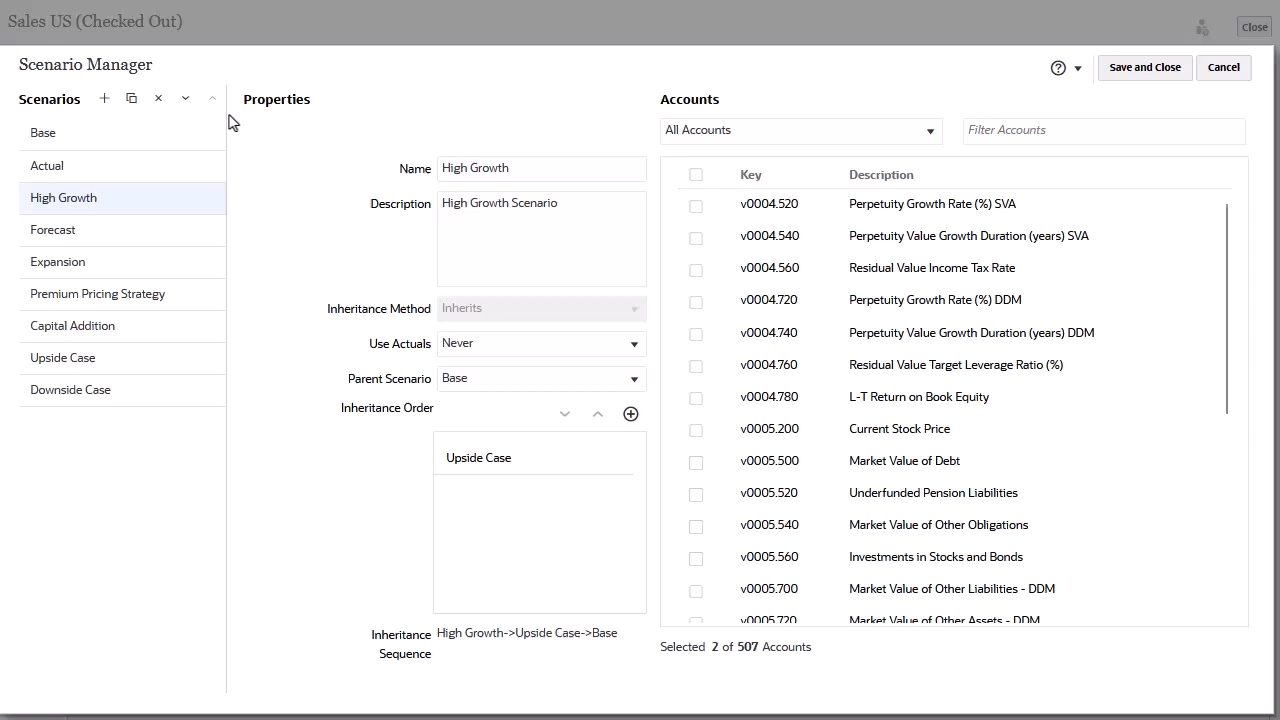 Sales US (Checked Out)
Close
Scenario Manager
Save and Close
Cancel
Scenarios
Base
Actual
High Growth
Forecast
Expansion
Premium Pricing Strategy
Capital Addition
Upside Case
Downside Case
Properties
Name High Growth
Description High Growth Scenario
Inheritance Method Inherits
Use Actuals Never
Parent Scenario Base
Inheritance Order
Upside Case
Inheritance Sequence High Growth->Upside Case->Base
Accounts
All Accounts
Filter Accounts
Key Description
v0004.520 Perpetuity Growth Rate (%) SVA
v0004.540 Perpetuity Value Growth Duration (years) SVA
v0004.560 Residual Value Income Tax Rate
v0004.720 Perpetuity Growth Rate (%) DDM
v0004.740 Perpetuity Value Growth Duration (years) DDM
v0004.760 Residual Value Target Leverage Ratio (%)
v0004.780 L-T Return on Book Equity
v0005.200 Current Stock Price
v0005.500 Market Value of Debt
v0005.520 Underfunded Pension Liabilities
v0005.540 Market Value of Other Obligations
v0005.560 Investments in Stocks and Bonds
v0005.700 Market Value of Other Liabilities - DDM
v0005.720 Market Value of Other Assets - DDM
Selected 2 of 507 Accounts